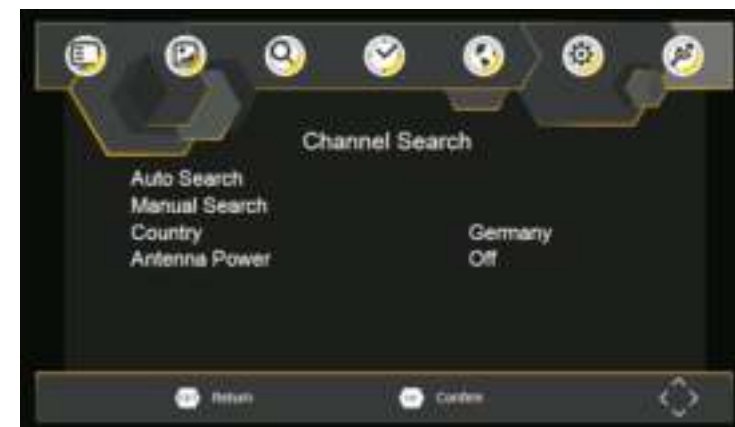 Channel Search
Auto Search
Manual Search
Country Germany
Antenna Power Off
Return Confirm